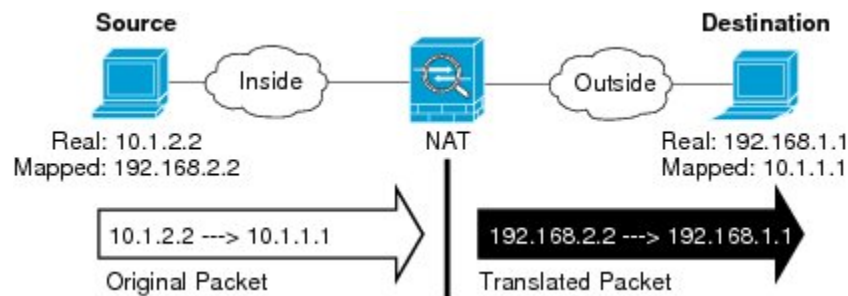 Source
Destination
Inside
Outside
Real: 10.1.2.2
Mapped: 192.168.2.2
NAT
Real: 192.168.1.1
Mapped: 10.1.1.1
10.1.2.2 ---> 10.1.1.1
192.168.2.2 ---> 192.168.1.1
Original Packet
Translated Packet